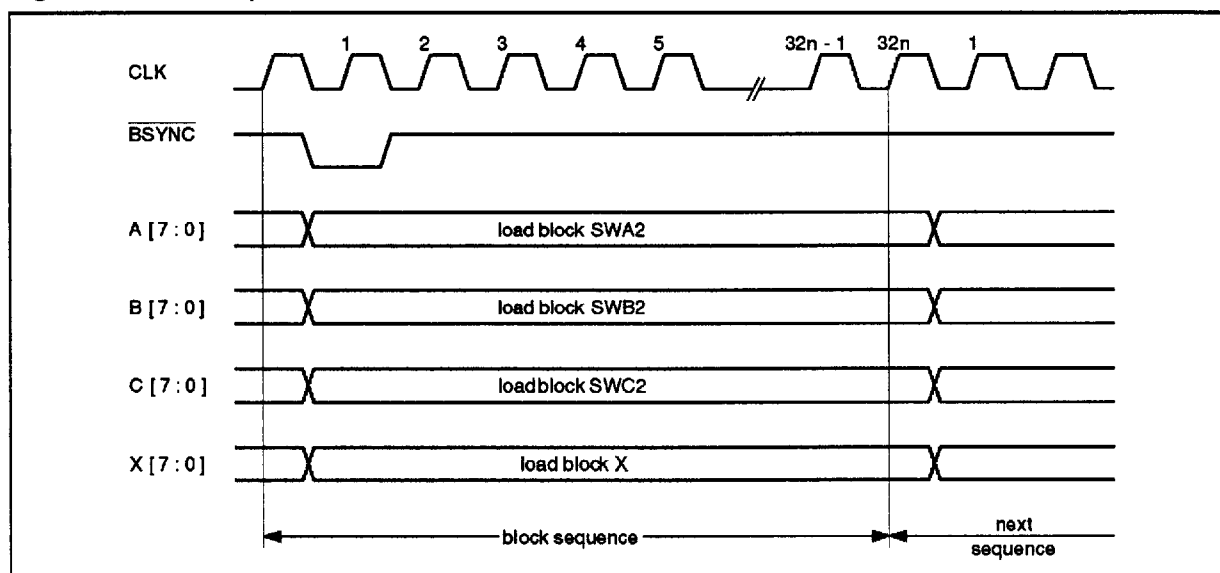 1 2 3 4 5 32n - 1 32n 1
CLK
BSYNC
A [ 7 : 0 ] load block SWA2
B [ 7 : 0 ] load block SWB2
C [ 7 : 0 ] loadblock SWC2
X [ 7 : 0 ] load block X
block sequence
next
sequence